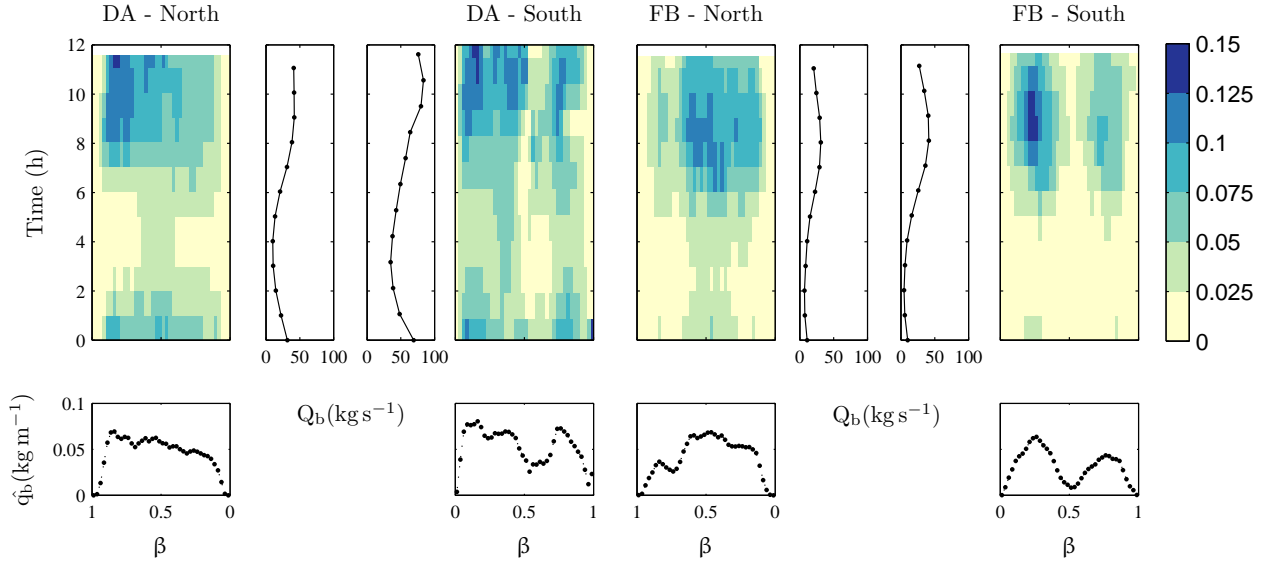 DA - North
DA - South
FB - North
FB - South
Time (h)
12
10
8
6
4
2
0
0 50 100
0 50 100
0 50 100
0 50 100
0.15
0.125
0.1
0.075
0.05
0.025
0
Q_b(kg s⁻¹)
Q_b(kg s⁻¹)
q̂_b(kg m⁻¹)
0.1
0.05
0
1 0.5 0
0 0.5 1
1 0.5 0
0 0.5 1
β
β
β
β